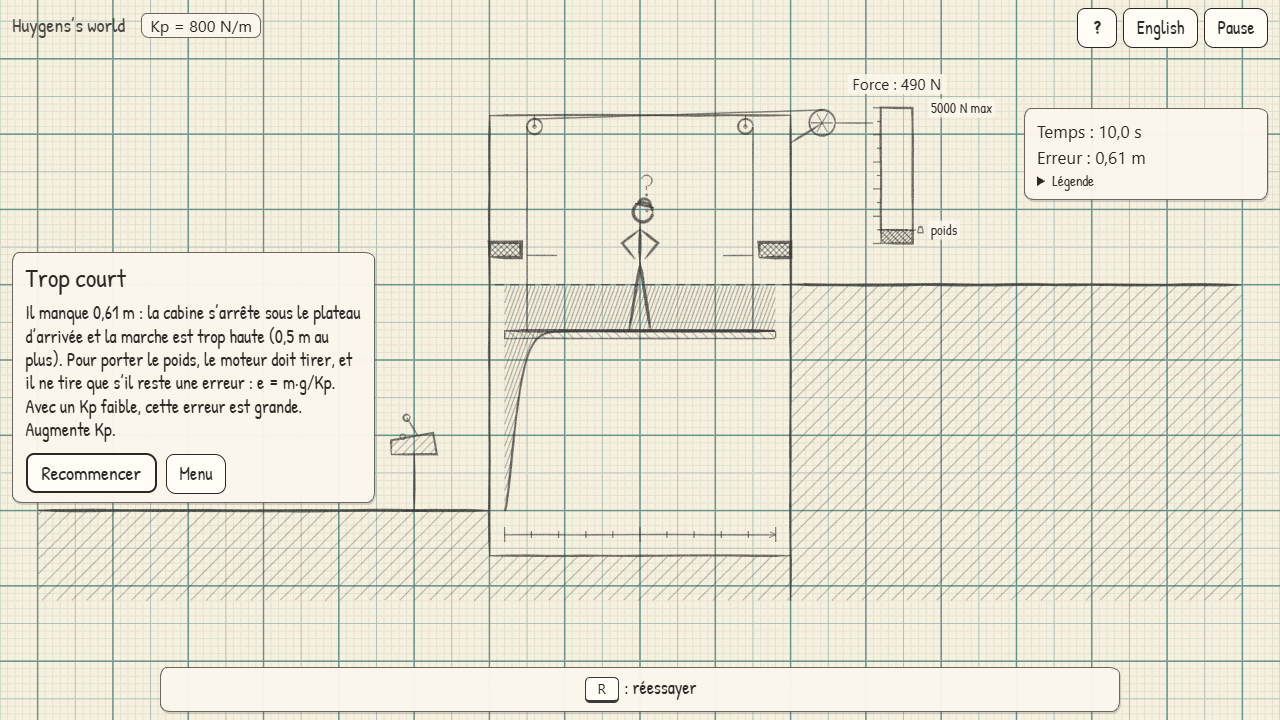 Huygens's world
Kp = 800 N/m
?
English
Pause
Force : 490 N
5000 N max
poids
Temps : 10,0 s
Erreur : 0,61 m
▶ Légende
?
Trop court
Il manque 0,61 m : la cabine s'arrête sous le plateau
d'arrivée et la marche est trop haute (0,5 m au
plus). Pour porter le poids, le moteur doit tirer, et
il ne tire que s'il reste une erreur : e = m·g/Kp.
Avec un Kp faible, cette erreur est grande.
Augmente Kp.
Recommencer
Menu
R : réessayer